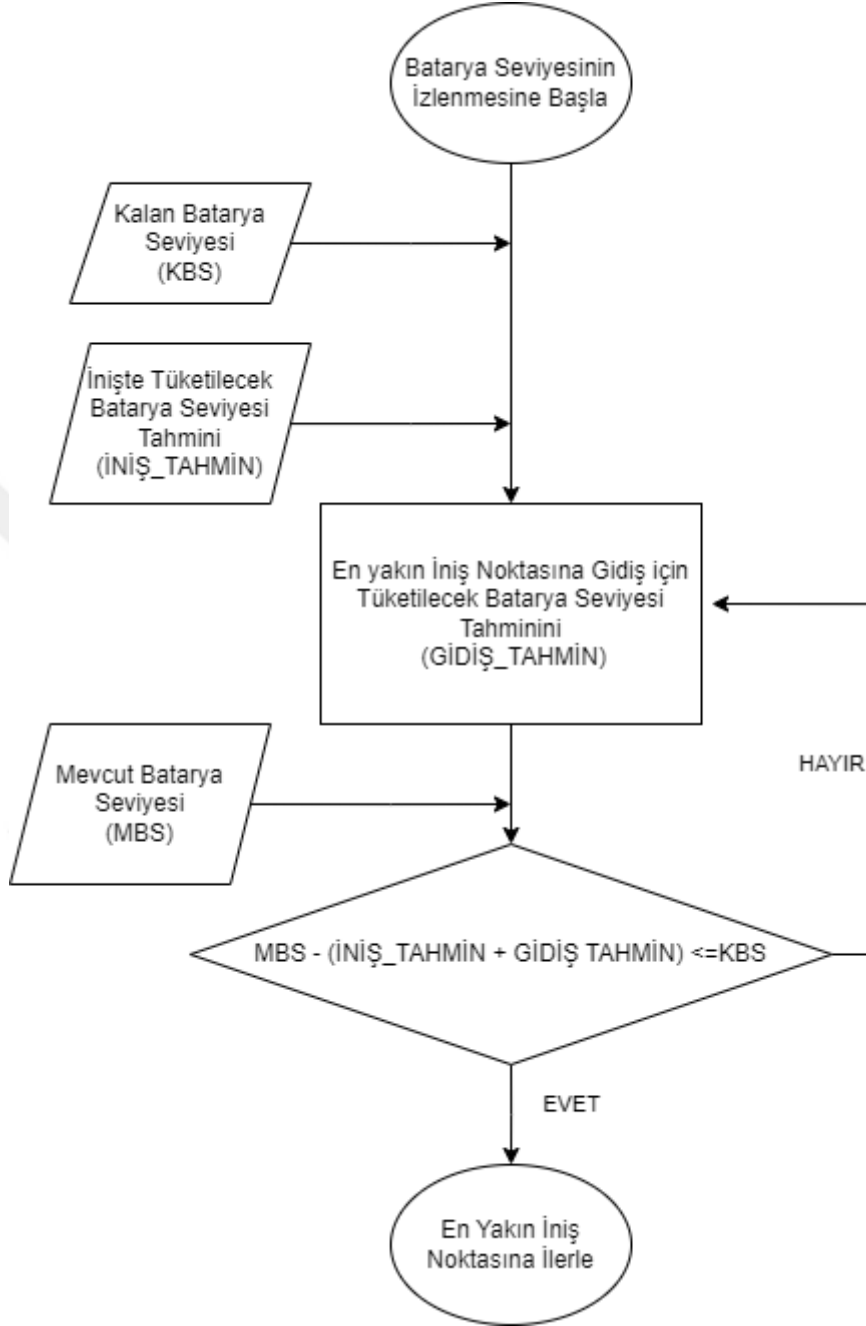 Batarya Seviyesinin
İzlenmesine Başla
Kalan Batarya
Seviyesi
(KBS)
İnişte Tüketilecek
Batarya Seviyesi
Tahmini
(İNİŞ_TAHMİN)
En yakın İniş Noktasına Gidiş için
Tüketilecek Batarya Seviyesi
Tahminini
(GİDİŞ_TAHMİN)
Mevcut Batarya
Seviyesi
(MBS)
HAYIR
MBS - (İNİŞ_TAHMİN + GİDİŞ TAHMİN) <=KBS
EVET
En Yakın İniş
Noktasına İlerle